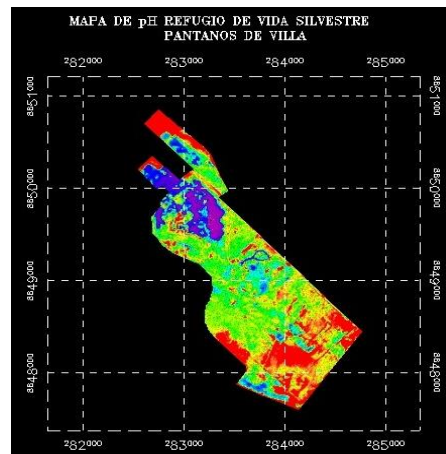 MAPA DE pH REFUGIO DE VIDA SILVESTRE
PANTANOS DE VILLA
282000 283000 284000 285000
8851000 8851000
8850000 8850000
8849000 8849000
8848000 8848000
282000 283000 284000 285000